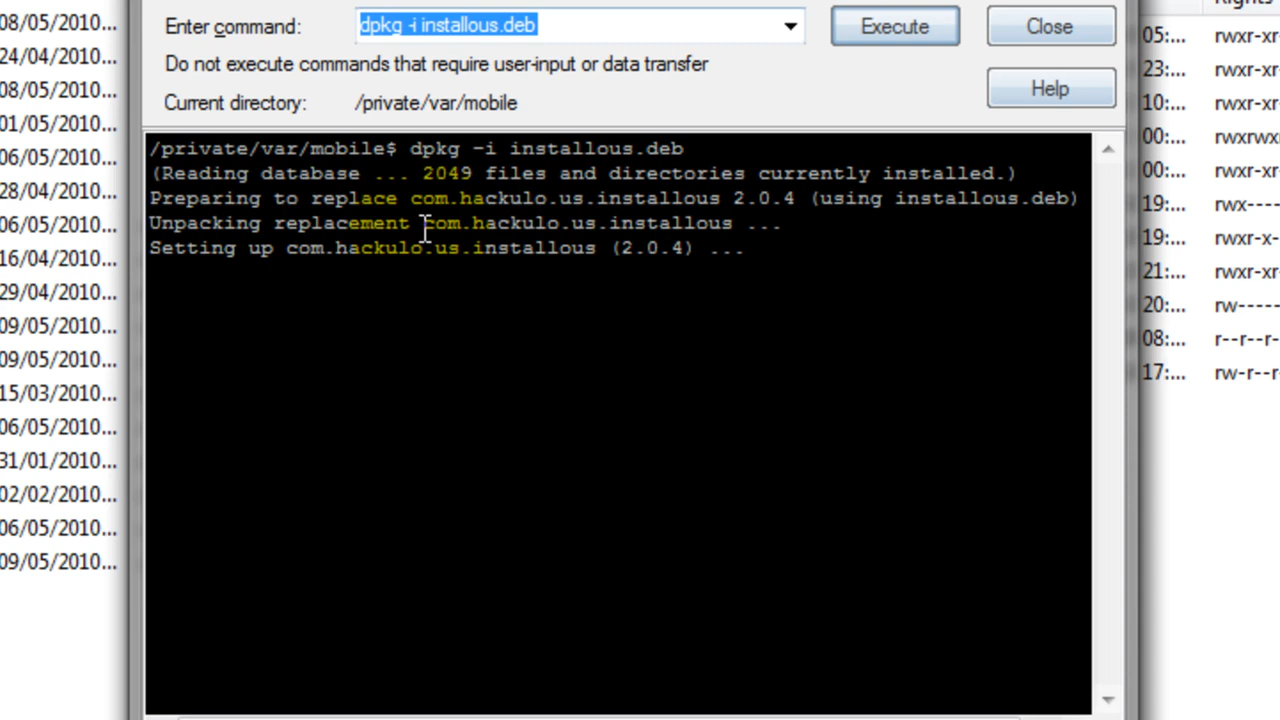 Enter command: dpkg -i installous.deb Execute Close
Do not execute commands that require user-input or data transfer
Current directory: /private/var/mobile Help
/private/var/mobile$ dpkg -i installous.deb
(Reading database ... 2049 files and directories currently installed.)
Preparing to replace com.hackulo.us.installous 2.0.4 (using installous.deb)
Unpacking replacement com.hackulo.us.installous ...
Setting up com.hackulo.us.installous (2.0.4) ...
08/05/2010...
24/04/2010...
08/05/2010...
01/05/2010...
06/05/2010...
28/04/2010...
06/05/2010...
16/04/2010...
29/04/2010...
09/05/2010...
09/05/2010...
15/03/2010...
06/05/2010...
31/01/2010...
02/02/2010...
06/05/2010...
09/05/2010...
Rights
05:... rwxr-xr-
23:... rwxr-xr-
10:... rwxr-xr-
00:... rwxrwxr
00:... rwxr-xr-
19:... rwx----
19:... rwxr-x-
21:... rwxr-xr-
20:... rw-----
08:... r--r--r-
17:... rw-r--r-